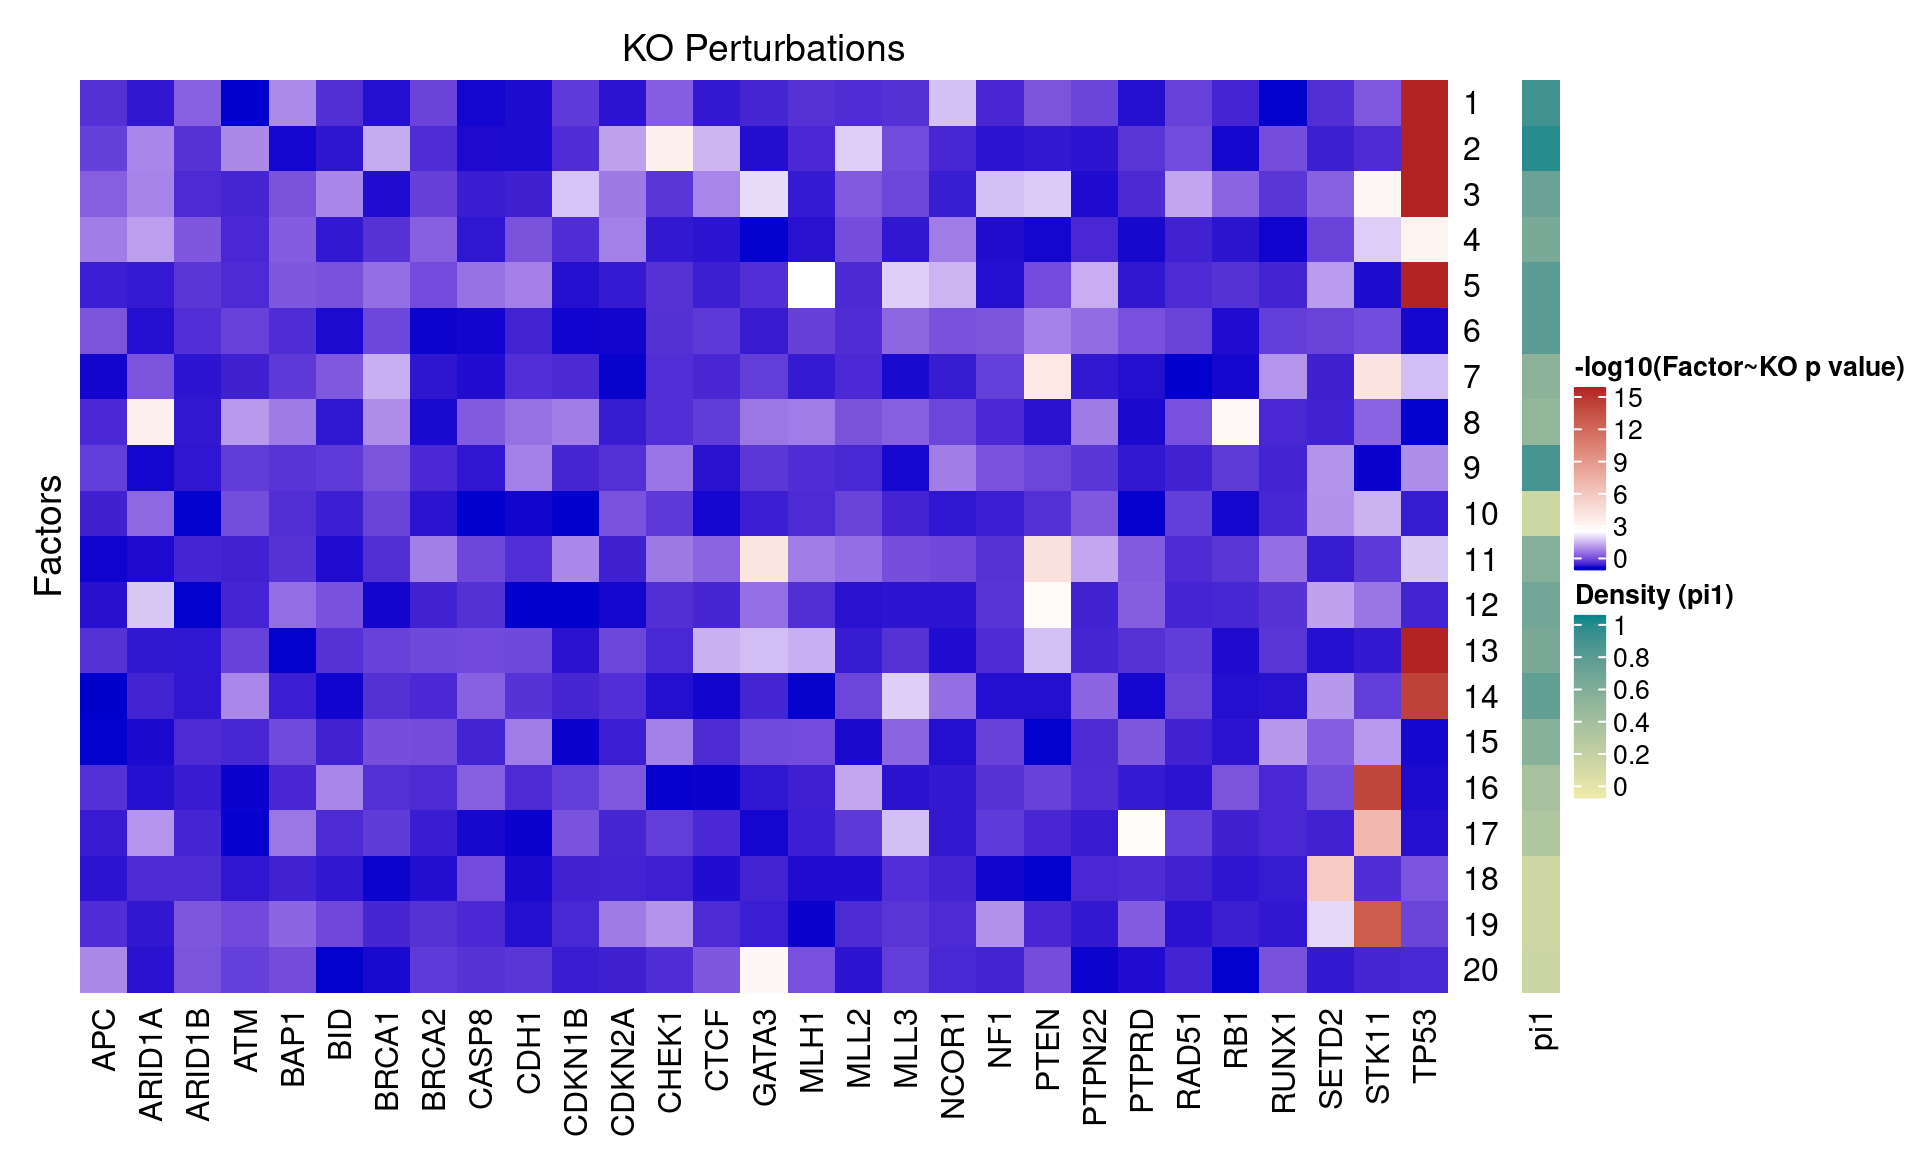 KO Perturbations
Factors
1
2
3
4
5
6
7
8
9
10
11
12
13
14
15
16
17
18
19
20
APC
ARID1A
ARID1B
ATM
BAP1
BID
BRCA1
BRCA2
CASP8
CDH1
CDKN1B
CDKN2A
CHEK1
CTCF
GATA3
MLH1
MLL2
MLL3
NCOR1
NF1
PTEN
PTPN22
PTPRD
RAD51
RB1
RUNX1
SETD2
STK11
TP53
pi1
-log10(Factor~KO p value)
15
12
9
6
3
0
Density (pi1)
1
0.8
0.6
0.4
0.2
0